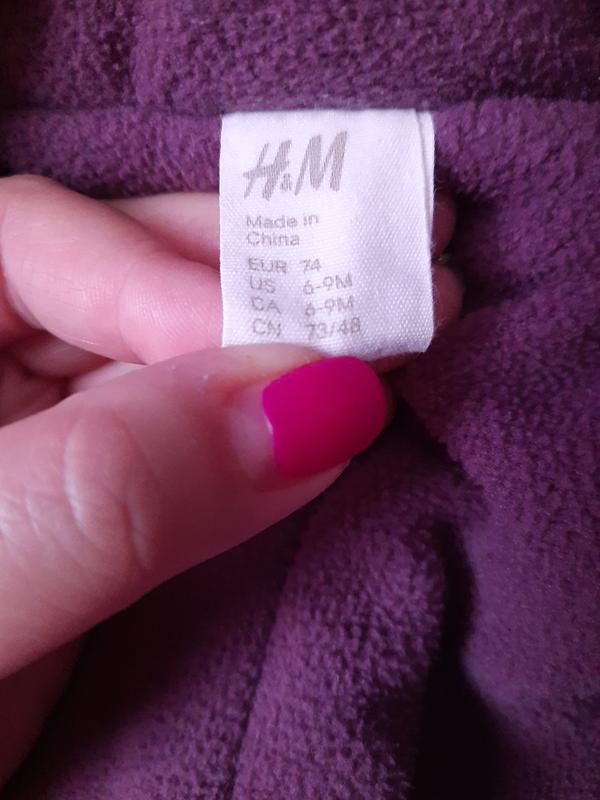 H&M
Made in
China
EUR 74
US 6-9M
CA 6-9M
CN 73/48